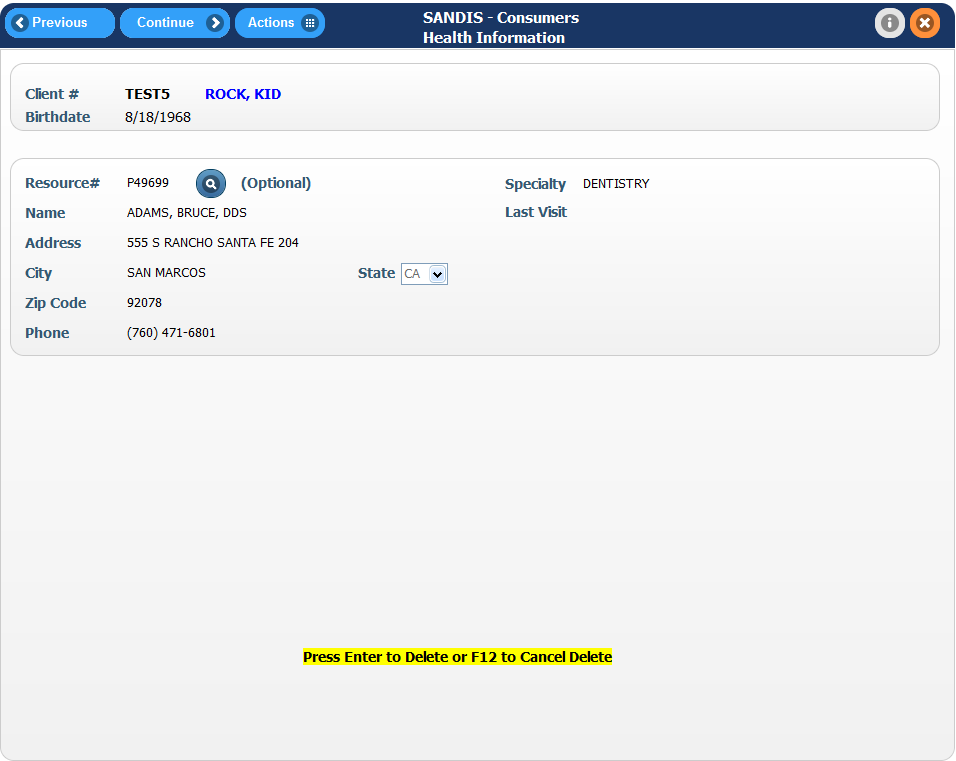 Previous
Continue
Actions
SANDIS - Consumers
Health Information
Client # TEST5 ROCK, KID
Birthdate 8/18/1968
Resource# P49699 (Optional) Specialty DENTISTRY
Name ADAMS, BRUCE, DDS Last Visit
Address 555 S RANCHO SANTA FE 204
City SAN MARCOS State CA
Zip Code 92078
Phone (760) 471-6801
Press Enter to Delete or F12 to Cancel Delete